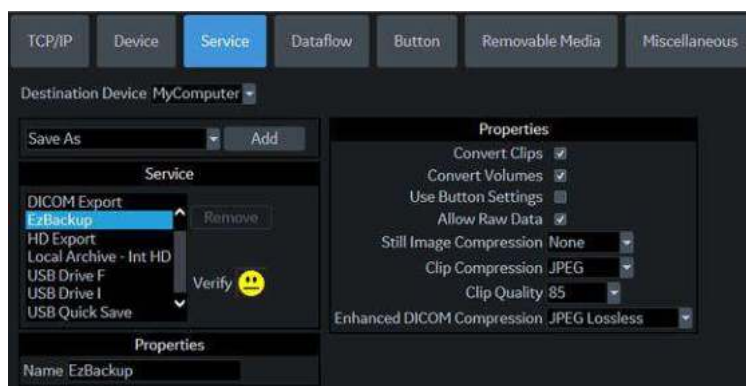 TCP/IP Device Service Dataflow Button Removable Media Miscellaneous
Destination Device MyComputer
Save As Add
Service
DICOM Export
EzBackup
HD Export
Local Archive - Int HD
USB Drive F
USB Drive I
USB Quick Save
Remove
Verify
Properties
Name EzBackup
Properties
Convert Clips
Convert Volumes
Use Button Settings
Allow Raw Data
Still Image Compression None
Clip Compression JPEG
Clip Quality 85
Enhanced DICOM Compression JPEG Lossless